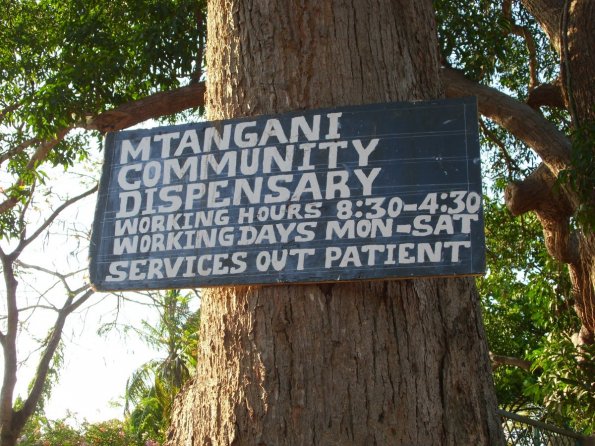 MTANGANI
COMMUNITY
DISPENSARY
WORKING HOURS 8:30-4:30
WORKING DAYS MON-SAT
SERVICES OUT PATIENT